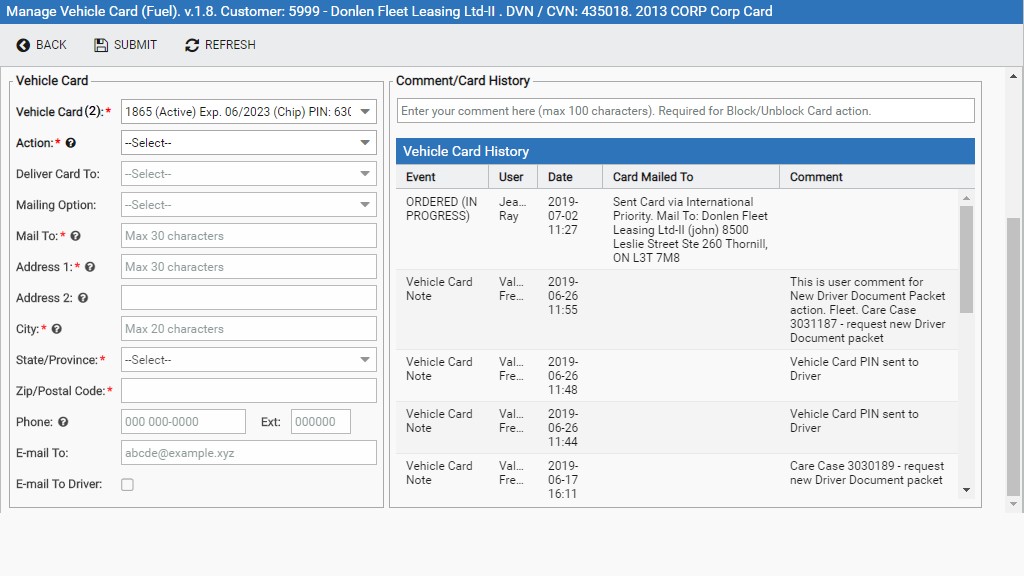 Manage Vehicle Card (Fuel). v.1.8. Customer: 5999 - Donlen Fleet Leasing Ltd-II . DVN / CVN: 435018. 2013 CORP Corp Card
BACK SUBMIT REFRESH
Vehicle Card
Vehicle Card (2):* 1865 (Active) Exp. 06/2023 (Chip) PIN: 630
Action:* --Select--
Deliver Card To: --Select--
Mailing Option: --Select--
Mail To:* Max 30 characters
Address 1:* Max 30 characters
Address 2:
City:* Max 20 characters
State/Province:* --Select--
Zip/Postal Code:*
Phone: 000 000-0000 Ext: 000000
E-mail To: abcde@example.xyz
E-mail To Driver:
Comment/Card History
Enter your comment here (max 100 characters). Required for Block/Unblock Card action.
Vehicle Card History
Event User Date Card Mailed To Comment
ORDERED (IN Jea... 2019- Sent Card via International
PROGRESS) Ray 07-02 Priority. Mail To: Donlen Fleet
11:27 Leasing Ltd-II (john) 8500
Leslie Street Ste 260 Thornill,
ON L3T 7M8
Vehicle Card Val... 2019- This is user comment for
Note Fre... 06-26 New Driver Document Packet
11:55 action. Fleet. Care Case
3031187 - request new Driver
Document packet
Vehicle Card Val... 2019- Vehicle Card PIN sent to
Note Fre... 06-26 Driver
11:48
Vehicle Card Val... 2019- Vehicle Card PIN sent to
Note Fre... 06-26 Driver
11:44
Vehicle Card Val... 2019- Care Case 3030189 - request
Note Fre... 06-17 new Driver Document packet
16:11